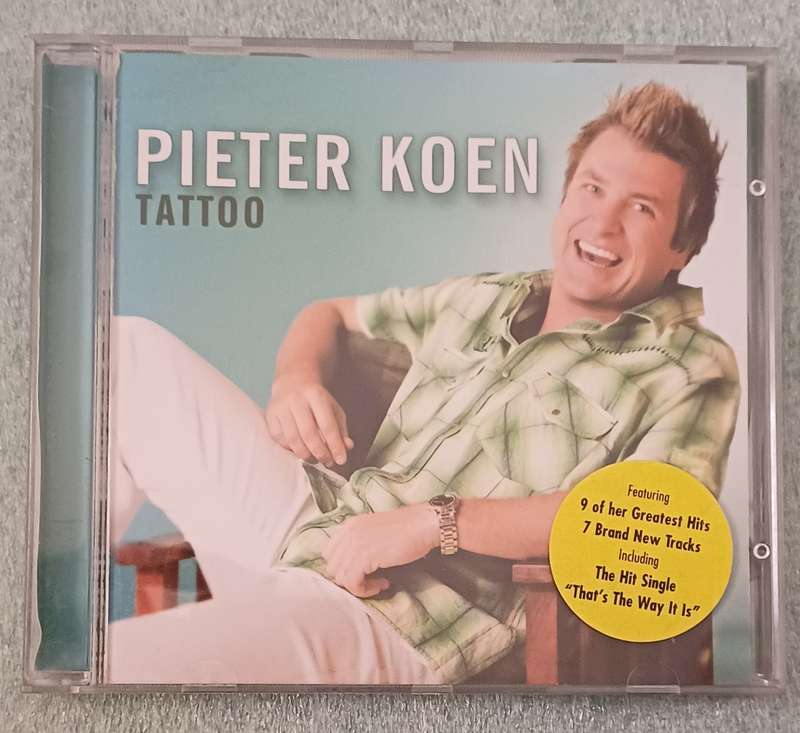 PIETER KOEN
TATTOO
Featuring
9 of her Greatest Hits
7 Brand New Tracks
Including
The Hit Single
"That's The Way It Is"